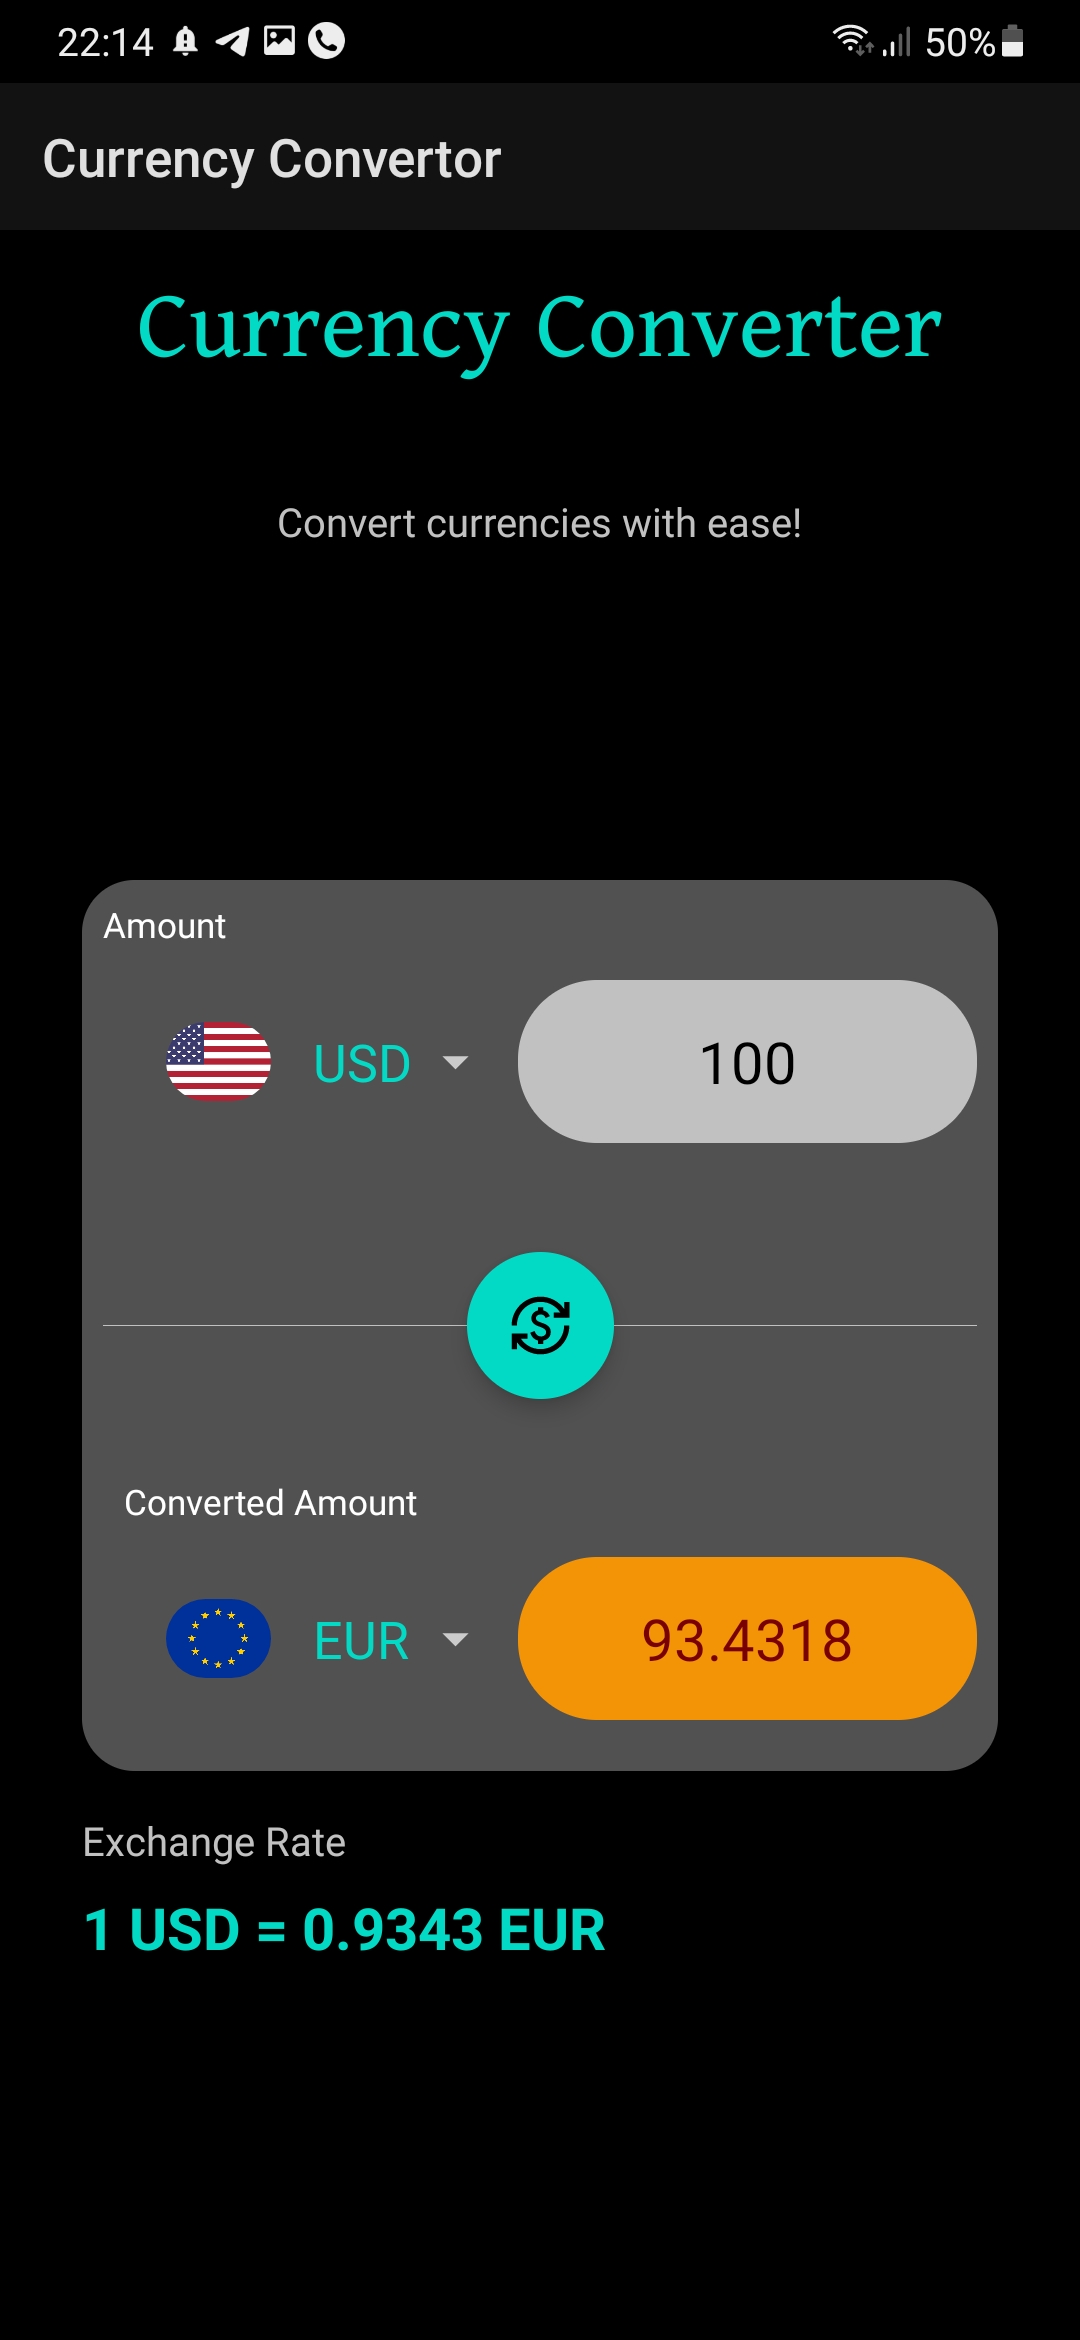 22:14 50%
Currency Convertor
Currency Converter
Convert currencies with ease!
Amount
USD 100
Converted Amount
EUR 93.4318
Exchange Rate
1 USD = 0.9343 EUR